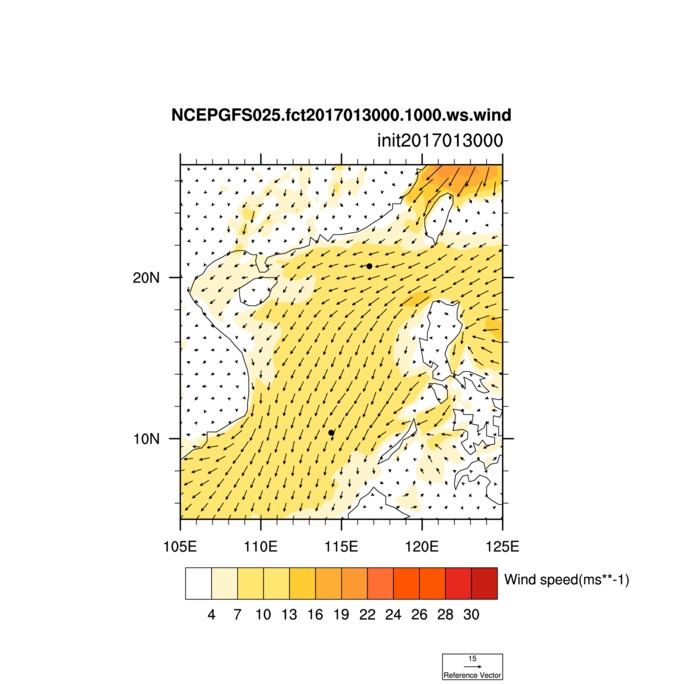 NCEPGFS025.fct2017013000.1000.ws.wind
init2017013000
20N
10N
105E 110E 115E 120E 125E
Wind speed(ms**-1)
4 7 10 13 16 19 22 24 26 28 30
15
Reference Vector